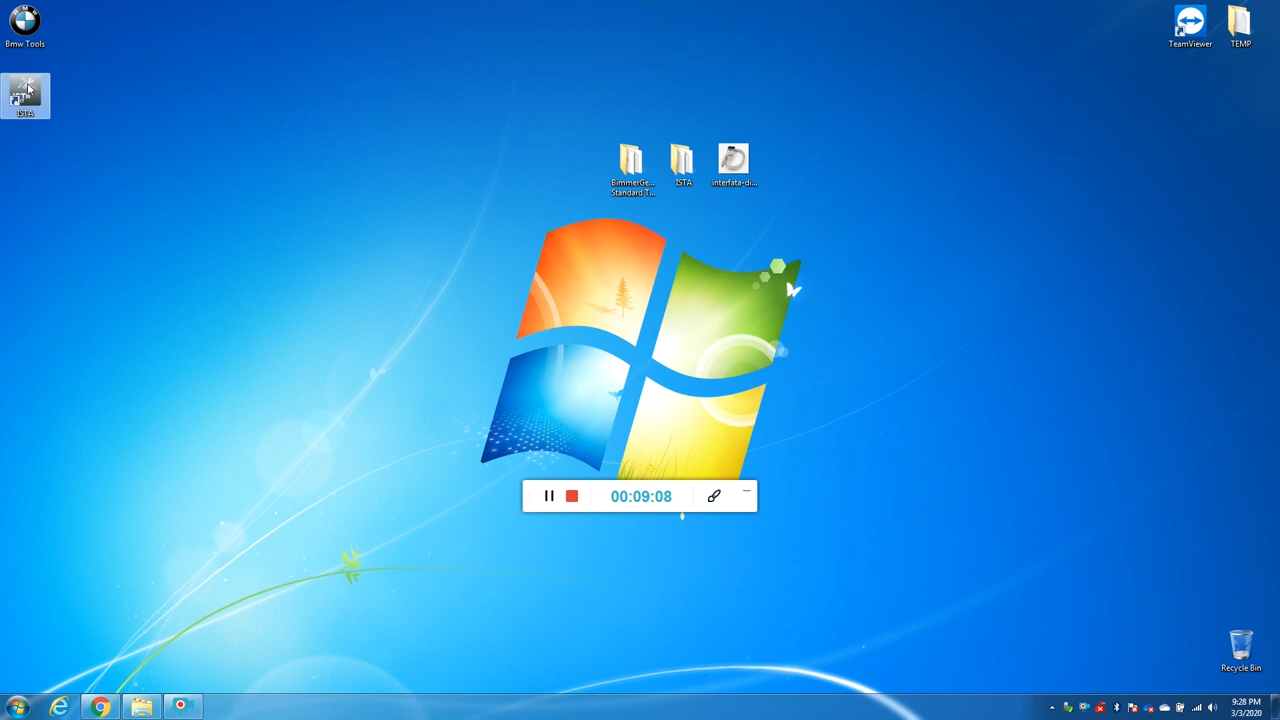 Bmw Tools
ISTA
TeamViewer
TEMP
BimmerGe...
Standard T...
ISTA
interfata-di...
00:09:08
Recycle Bin
9:28 PM
3/3/2020